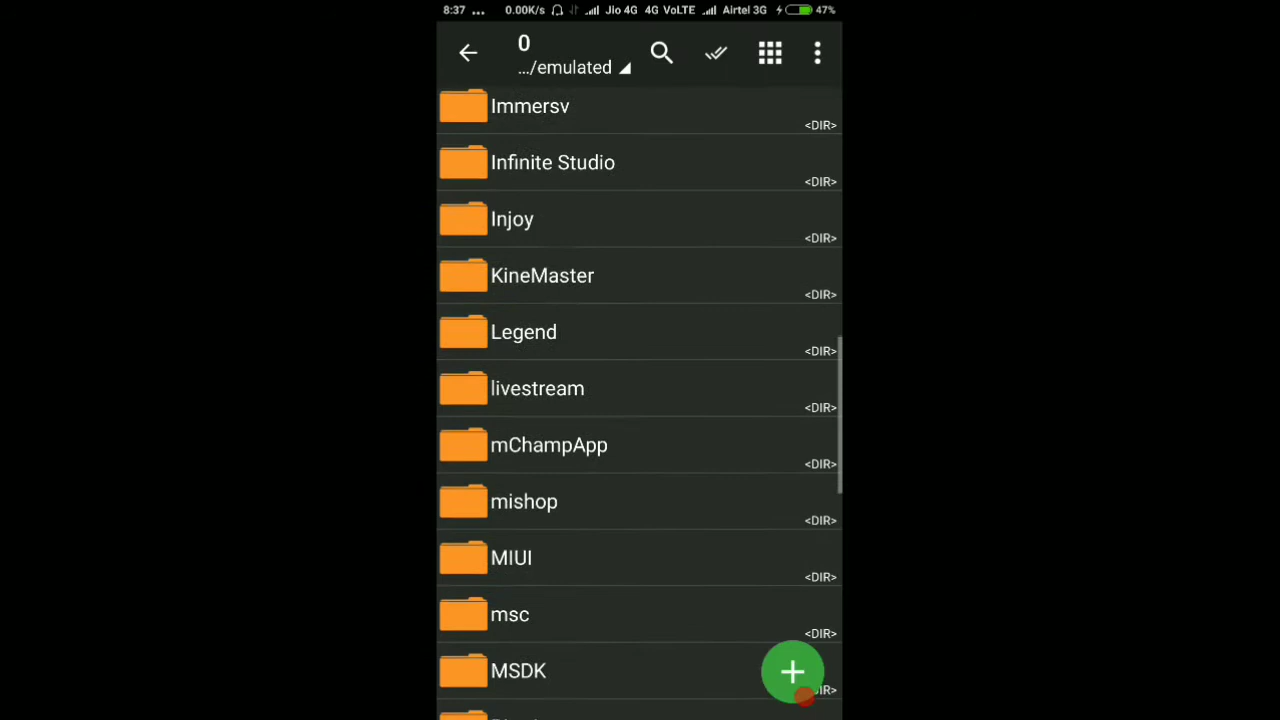 8:37 ... 0.00K/s Jio 4G 4G VoLTE Airtel 3G 47%
0
.../emulated
Immersv
<DIR>
Infinite Studio
<DIR>
Injoy
<DIR>
KineMaster
<DIR>
Legend
<DIR>
livestream
<DIR>
mChampApp
<DIR>
mishop
<DIR>
MIUI
<DIR>
msc
<DIR>
MSDK